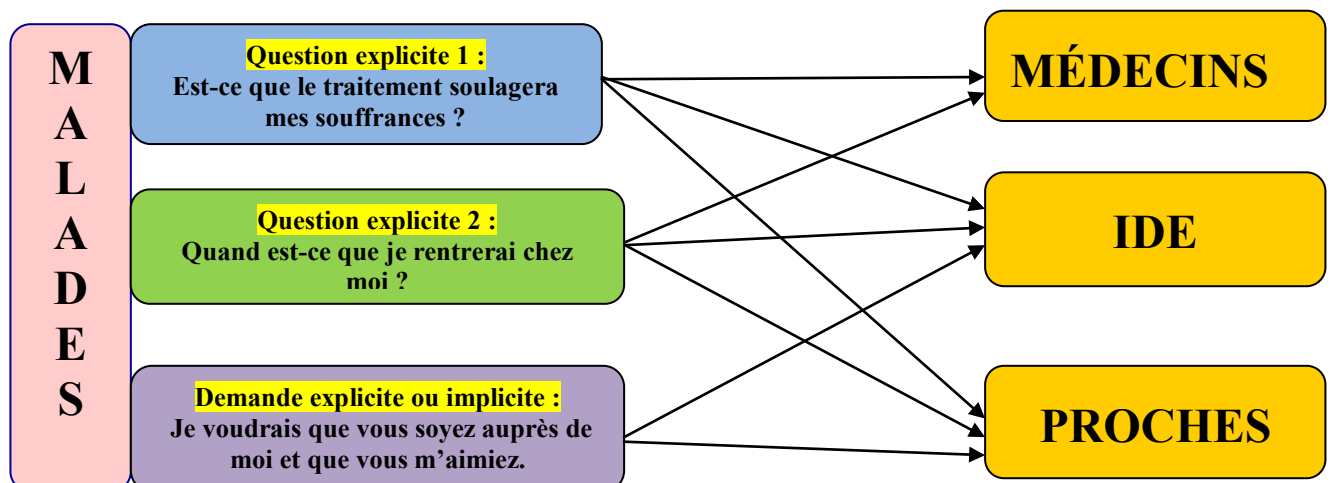 M
A
L
A
D
E
S
Question explicite 1 :
Est-ce que le traitement soulagera
mes souffrances ?
Question explicite 2 :
Quand est-ce que je rentrerai chez
moi ?
Demande explicite ou implicite :
Je voudrais que vous soyez auprès de
moi et que vous m’aimiez.
MÉDECINS
IDE
PROCHES